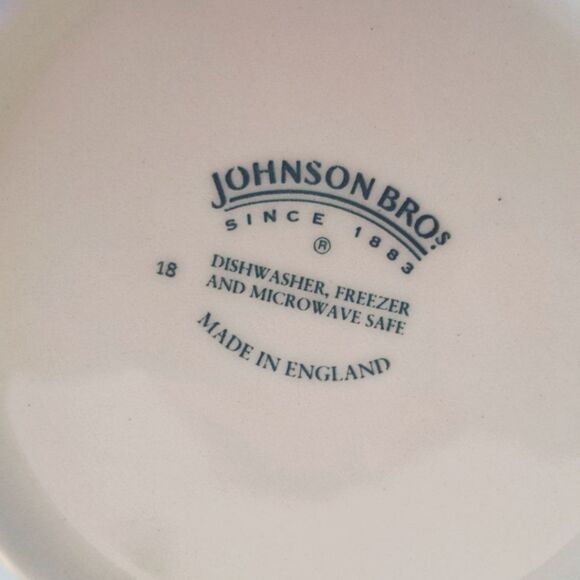 JOHNSON BROS.
SINCE 1883
®
18
DISHWASHER, FREEZER
AND MICROWAVE SAFE
MADE IN ENGLAND